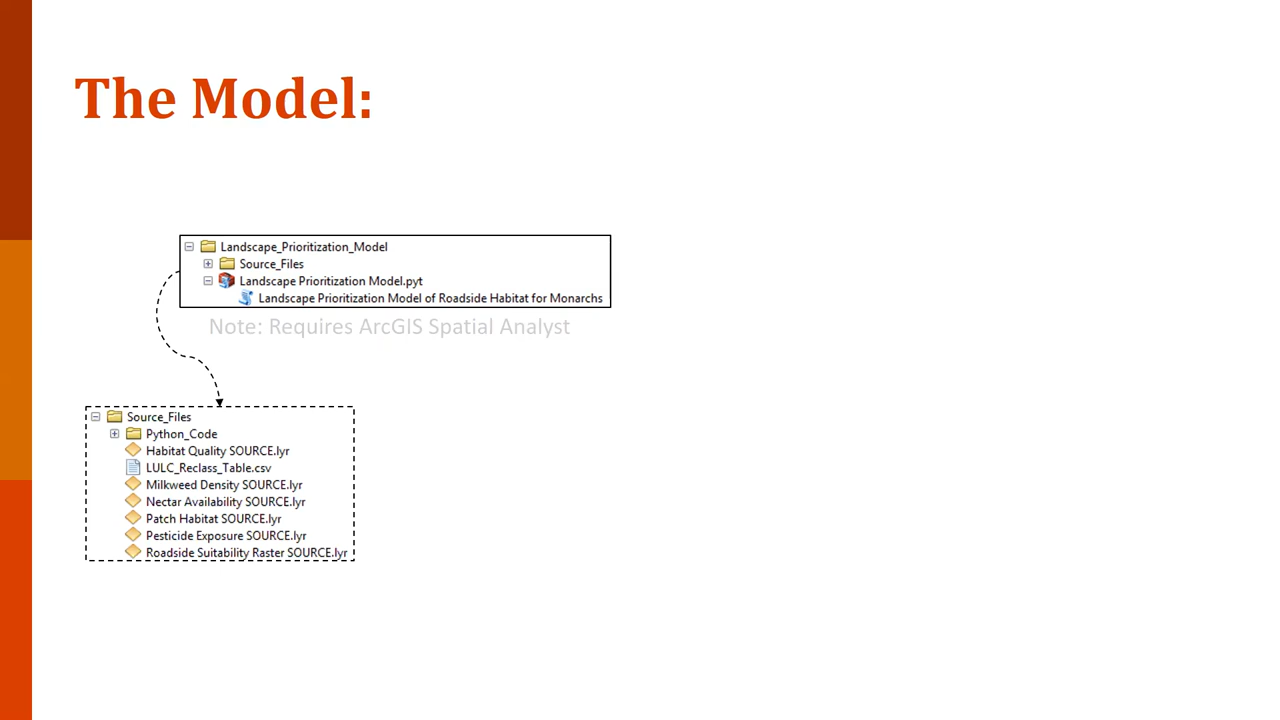 The Model:
Landscape_Prioritization_Model
Source_Files
Landscape Prioritization Model.pyt
Landscape Prioritization Model of Roadside Habitat for Monarchs
Note: Requires ArcGIS Spatial Analyst
Source_Files
Python_Code
Habitat Quality SOURCE.lyr
LULC_Reclass_Table.csv
Milkweed Density SOURCE.lyr
Nectar Availability SOURCE.lyr
Patch Habitat SOURCE.lyr
Pesticide Exposure SOURCE.lyr
Roadside Suitability Raster SOURCE.lyr